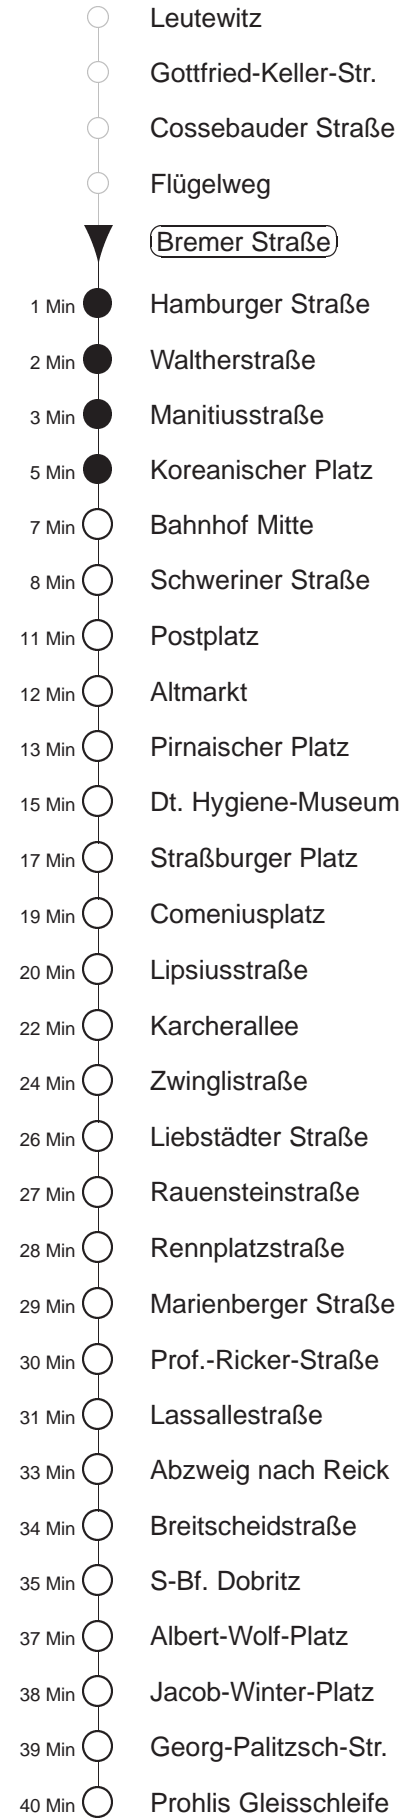 Leutewitz
Gottfried-Keller-Str.
Cossebauder Straße
Flügelweg
Bremer Straße
1 Min Hamburger Straße
2 Min Waltherstraße
3 Min Manitiusstraße
5 Min Koreanischer Platz
7 Min Bahnhof Mitte
8 Min Schweriner Straße
11 Min Postplatz
12 Min Altmarkt
13 Min Pirnaischer Platz
15 Min Dt. Hygiene-Museum
17 Min Straßburger Platz
19 Min Comeniusplatz
20 Min Lipsiusstraße
22 Min Karcherallee
24 Min Zwinglistraße
26 Min Liebstädter Straße
27 Min Rauensteinstraße
28 Min Rennplatzstraße
29 Min Marienberger Straße
30 Min Prof.-Ricker-Straße
31 Min Lassallestraße
33 Min Abzweig nach Reick
34 Min Breitscheidstraße
35 Min S-Bf. Dobritz
37 Min Albert-Wolf-Platz
38 Min Jacob-Winter-Platz
39 Min Georg-Palitzsch-Str.
40 Min Prohlis Gleisschleife